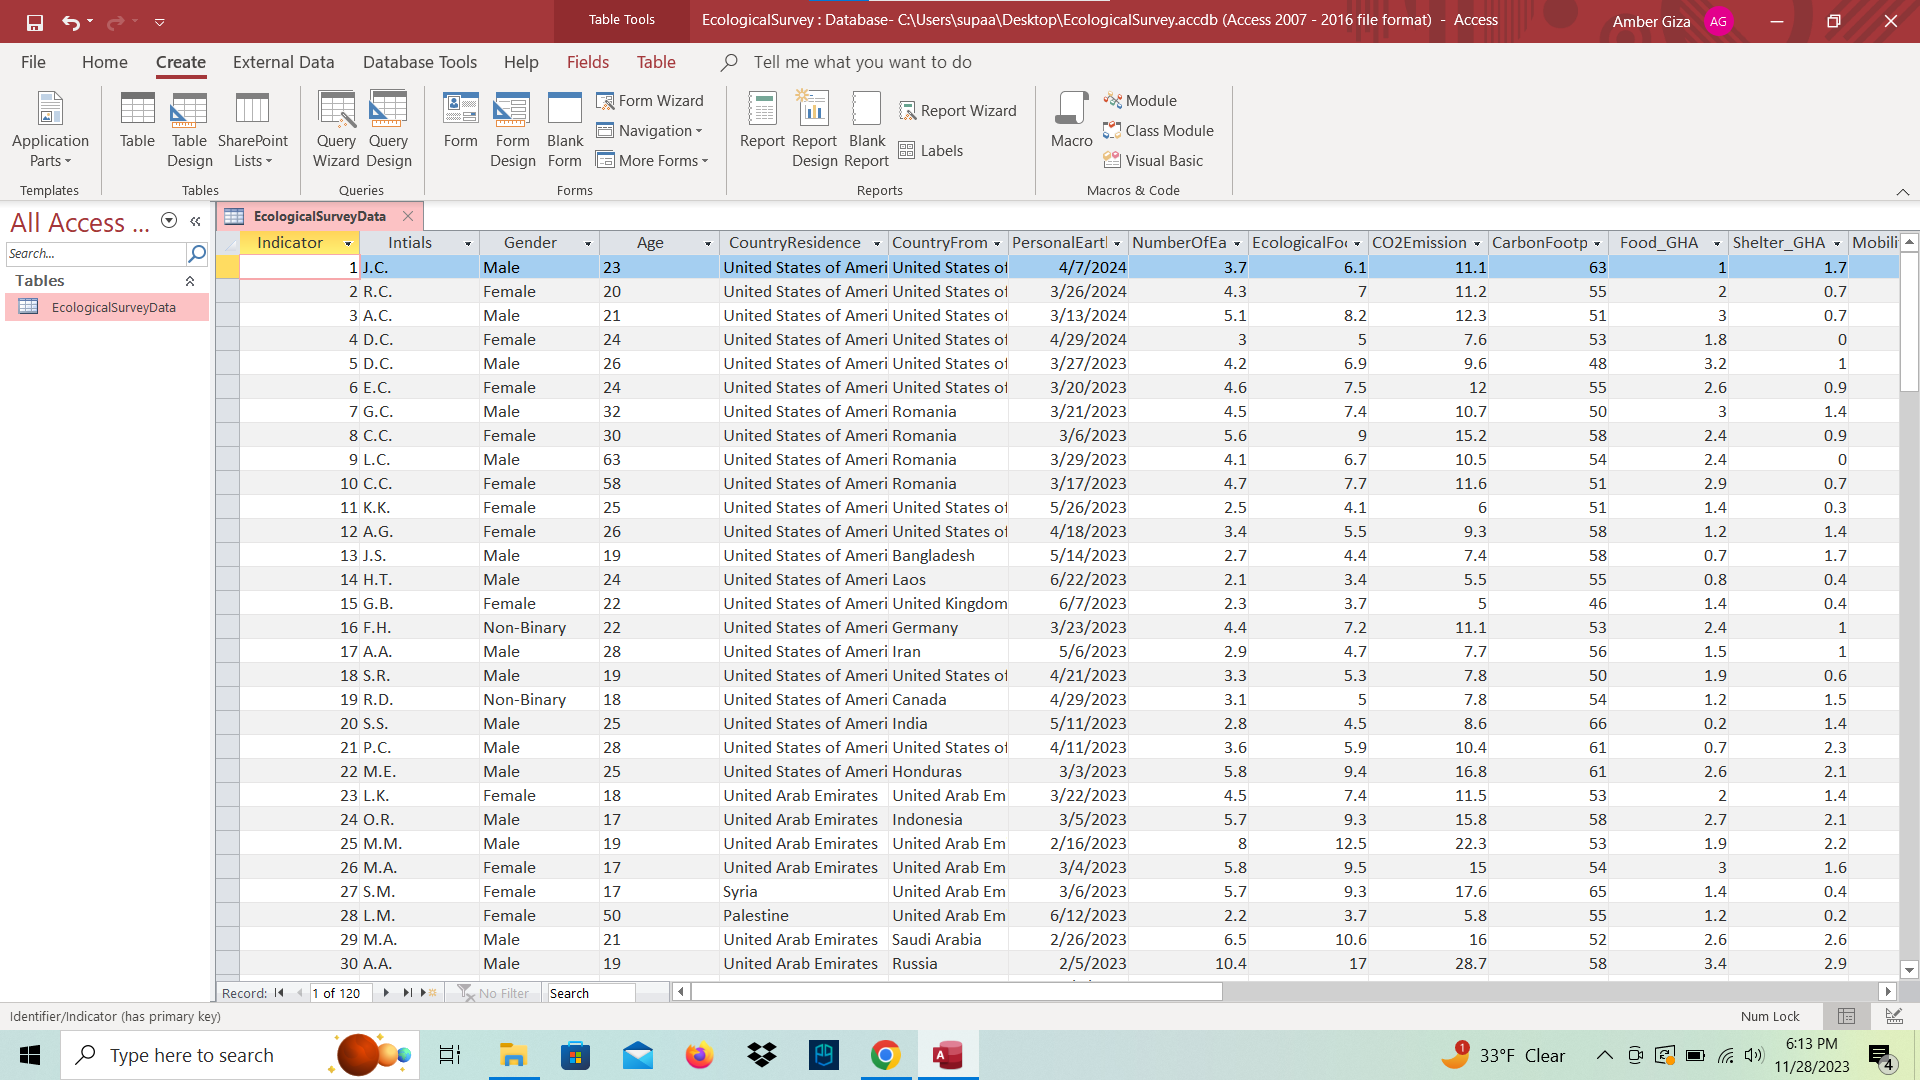 Table Tools
EcologicalSurvey : Database- C:\Users\supaa\Desktop\EcologicalSurvey.accdb (Access 2007 - 2016 file format) - Access
Amber Giza AG
File Home Create External Data Database Tools Help Fields Table Tell me what you want to do
Application Parts
Table
Table Design
SharePoint Lists
Query Wizard
Query Design
Form
Form Design
Blank Form
Form Wizard
Navigation
More Forms
Report
Report Design
Blank Report
Report Wizard
Labels
Macro
Module
Class Module
Visual Basic
Templates Tables Queries Forms Reports Macros & Code
All Access ...
Search...
Tables
EcologicalSurveyData
EcologicalSurveyData
Indicator Intials Gender Age CountryResidence CountryFrom PersonalEartl NumberOfEa EcologicalFoo CO2Emission CarbonFootp Food_GHA Shelter_GHA Mobili
1 J.C. Male 23 United States of Ameri United States of 4/7/2024 3.7 6.1 11.1 63 1 1.7
2 R.C. Female 20 United States of Ameri United States of 3/26/2024 4.3 7 11.2 55 2 0.7
3 A.C. Male 21 United States of Ameri United States of 3/13/2024 5.1 8.2 12.3 51 3 0.7
4 D.C. Female 24 United States of Ameri United States of 4/29/2024 3 5 7.6 53 1.8 0
5 D.C. Male 26 United States of Ameri United States of 3/27/2023 4.2 6.9 9.6 48 3.2 1
6 E.C. Female 24 United States of Ameri United States of 3/20/2023 4.6 7.5 12 55 2.6 0.9
7 G.C. Male 32 United States of Ameri Romania 3/21/2023 4.5 7.4 10.7 50 3 1.4
8 C.C. Female 30 United States of Ameri Romania 3/6/2023 5.6 9 15.2 58 2.4 0.9
9 L.C. Male 63 United States of Ameri Romania 3/29/2023 4.1 6.7 10.5 54 2.4 0
10 C.C. Female 58 United States of Ameri Romania 3/17/2023 4.7 7.7 11.6 51 2.9 0.7
11 K.K. Female 25 United States of Ameri United States of 5/26/2023 2.5 4.1 6 51 1.4 0.3
12 A.G. Female 26 United States of Ameri United States of 4/18/2023 3.4 5.5 9.3 58 1.2 1.4
13 J.S. Male 19 United States of Ameri Bangladesh 5/14/2023 2.7 4.4 7.4 58 0.7 1.7
14 H.T. Male 24 United States of Ameri Laos 6/22/2023 2.1 3.4 5.5 55 0.8 0.4
15 G.B. Female 22 United States of Ameri United Kingdom 6/7/2023 2.3 3.7 5 46 1.4 0.4
16 F.H. Non-Binary 22 United States of Ameri Germany 3/23/2023 4.4 7.2 11.1 53 2.4 1
17 A.A. Male 28 United States of Ameri Iran 5/6/2023 2.9 4.7 7.7 56 1.5 1
18 S.R. Male 19 United States of Ameri United States of 4/21/2023 3.3 5.3 7.8 50 1.9 0.6
19 R.D. Non-Binary 18 United States of Ameri Canada 4/29/2023 3.1 5 7.8 54 1.2 1.5
20 S.S. Male 25 United States of Ameri India 5/11/2023 2.8 4.5 8.6 66 0.2 1.4
21 P.C. Male 28 United States of Ameri United States of 4/11/2023 3.6 5.9 10.4 61 0.7 2.3
22 M.E. Male 25 United States of Ameri Honduras 3/3/2023 5.8 9.4 16.8 61 2.6 2.1
23 L.K. Female 18 United Arab Emirates United Arab Em 3/22/2023 4.5 7.4 11.5 53 2 1.4
24 O.R. Male 17 United Arab Emirates Indonesia 3/5/2023 5.7 9.3 15.8 58 2.7 2.1
25 M.M. Male 19 United Arab Emirates United Arab Em 2/16/2023 8 12.5 22.3 53 1.9 2.2
26 M.A. Female 17 United Arab Emirates United Arab Em 3/4/2023 5.8 9.5 15 54 3 1.6
27 S.M. Female 17 Syria United Arab Em 3/6/2023 5.7 9.3 17.6 65 1.4 0.4
28 L.M. Female 50 Palestine United Arab Em 6/12/2023 2.2 3.7 5.8 55 1.2 0.2
29 M.A. Male 21 United Arab Emirates Saudi Arabia 2/26/2023 6.5 10.6 16 52 2.6 2.6
30 A.A. Male 19 United Arab Emirates Russia 2/5/2023 10.4 17 28.7 58 3.4 2.9
Record: 1 of 120 No Filter Search
Identifier/Indicator (has primary key)
Num Lock
Type here to search
1 33°F Clear
6:13 PM
11/28/2023
4